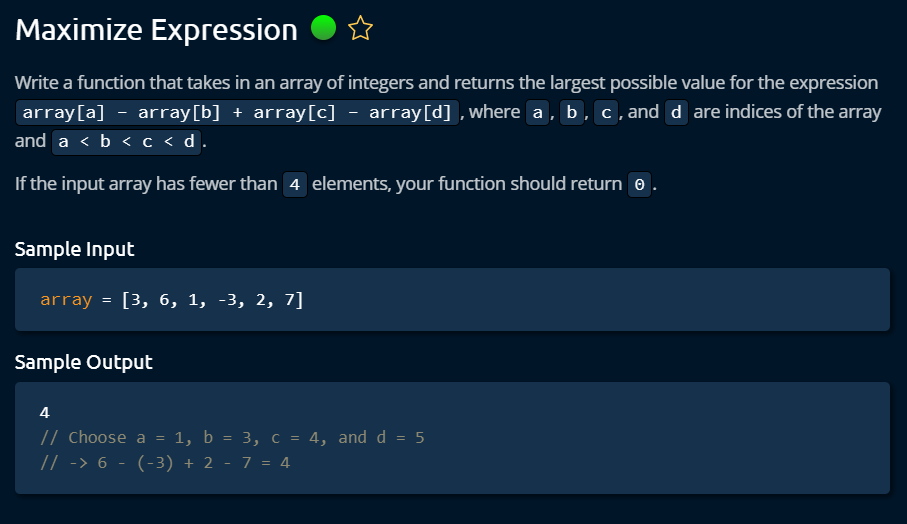 Maximize Expression
Write a function that takes in an array of integers and returns the largest possible value for the expression
array[a] - array[b] + array[c] - array[d] , where a , b , c , and d are indices of the array
and a < b < c < d .
If the input array has fewer than 4 elements, your function should return 0 .
Sample Input
array = [3, 6, 1, -3, 2, 7]
Sample Output
4
// Choose a = 1, b = 3, c = 4, and d = 5
// -> 6 - (-3) + 2 - 7 = 4